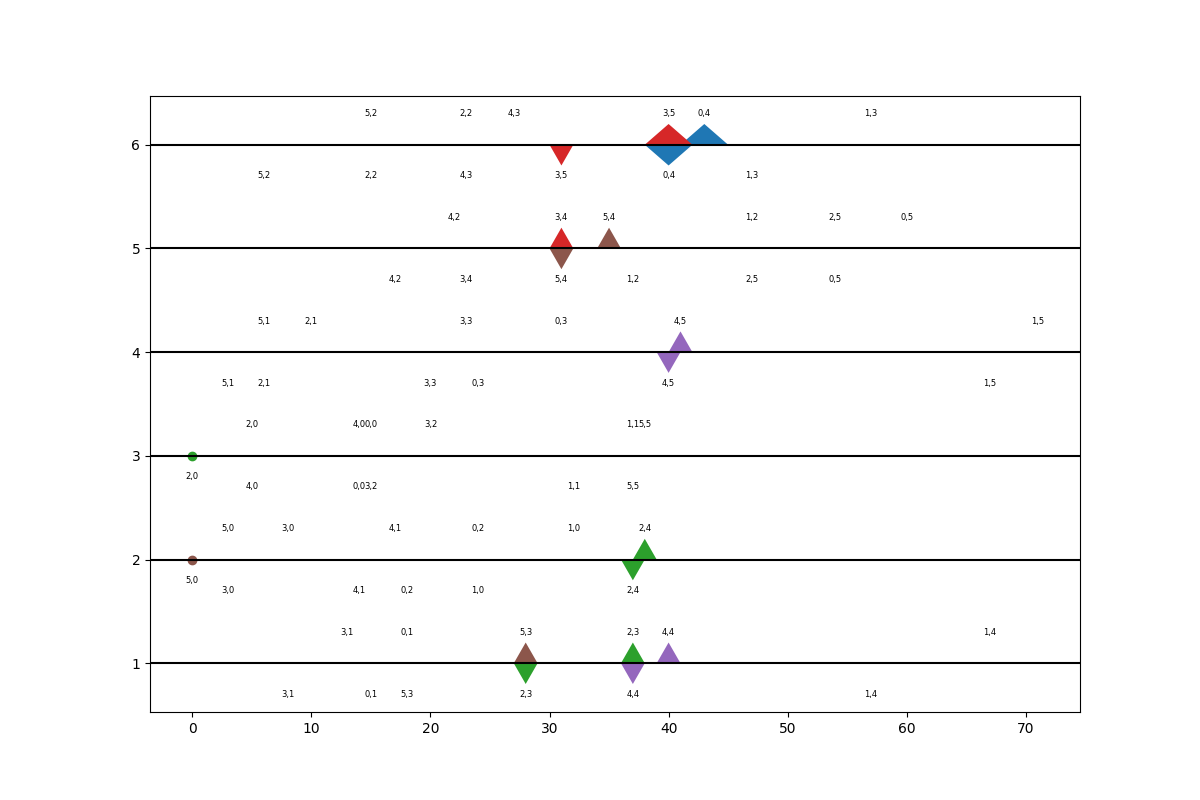 5,2 2,2 4,3 3,5 0,4 1,3
6
5,2 2,2 4,3 3,5 0,4 1,3
4,2 3,4 5,4 1,2 2,5 0,5
5
4,2 3,4 5,4 1,2 2,5 0,5
5,1 2,1 3,3 0,3 4,5 1,5
4
5,1 2,1 3,3 0,3 4,5 1,5
2,0 4,0 0,0 3,2 1,1 5,5
3
2,0
4,0 0,0 3,2 1,1 5,5
5,0 3,0 4,1 0,2 1,0 2,4
2
5,0
3,0 4,1 0,2 1,0 2,4
3,1 0,1 5,3 2,3 4,4 1,4
1
3,1 0,1 5,3 2,3 4,4 1,4
0 10 20 30 40 50 60 70